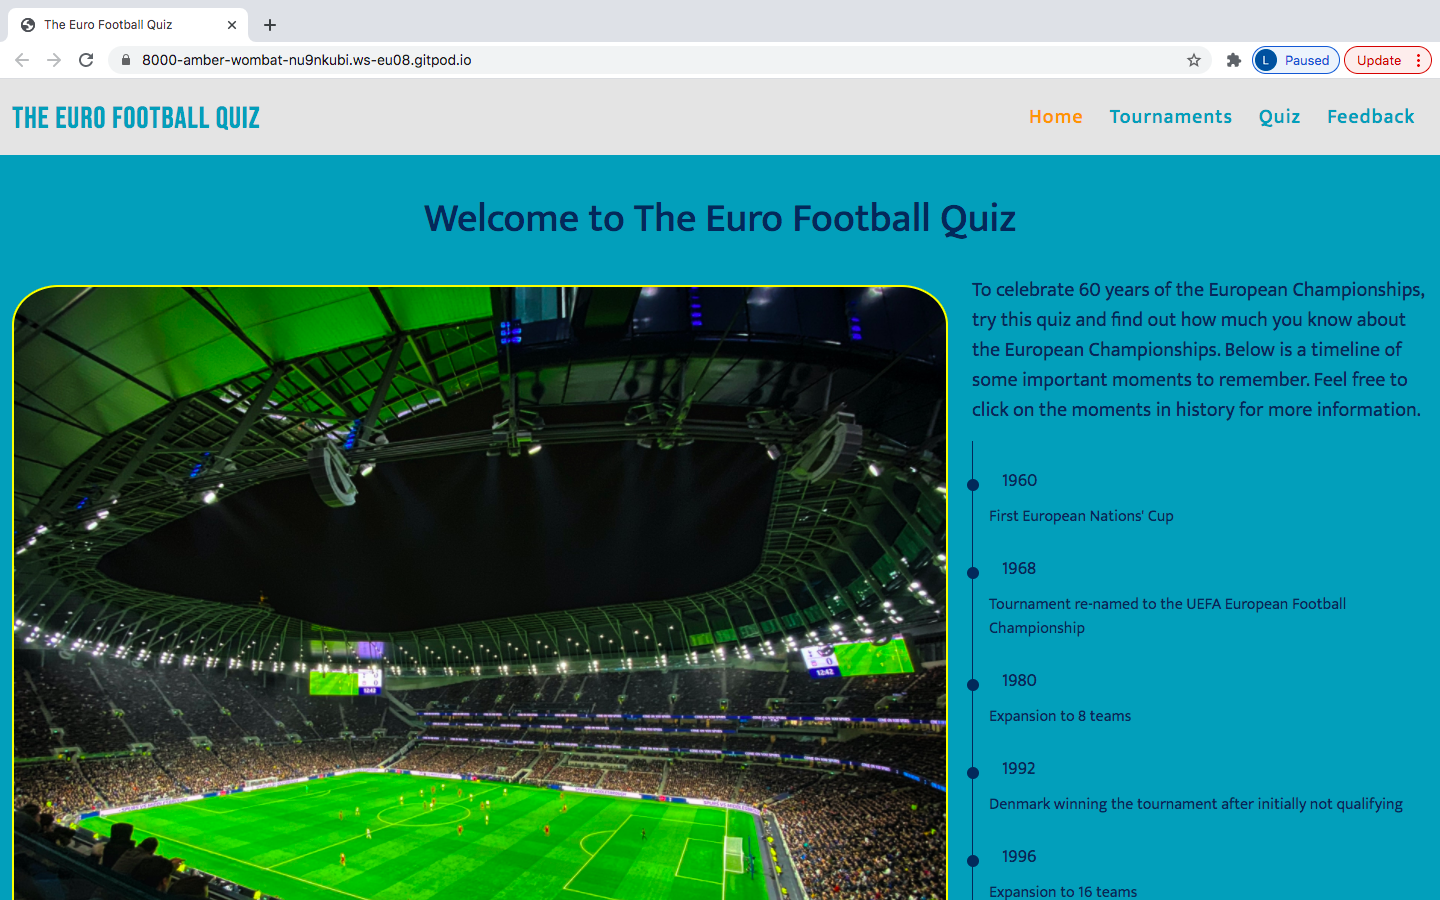 The Euro Football Quiz
8000-amber-wombat-nu9nkubi.ws-eu08.gitpod.io
L Paused
Update
THE EURO FOOTBALL QUIZ
Home Tournaments Quiz Feedback
Welcome to The Euro Football Quiz
To celebrate 60 years of the European Championships,
try this quiz and find out how much you know about
the European Championships. Below is a timeline of
some important moments to remember. Feel free to
click on the moments in history for more information.
1960
First European Nations' Cup
1968
Tournament re-named to the UEFA European Football
Championship
1980
Expansion to 8 teams
1992
Denmark winning the tournament after initially not qualifying
1996
Expansion to 16 teams
12:42
12:42